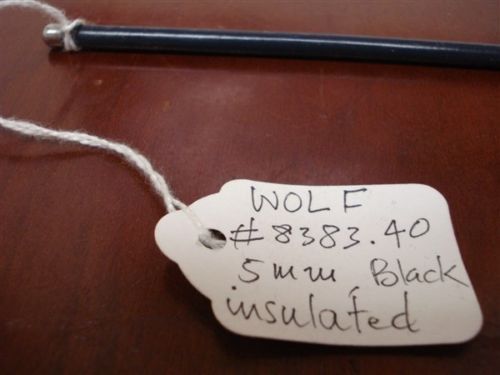 WOLF
#8383.40
5mm, Black
insulated